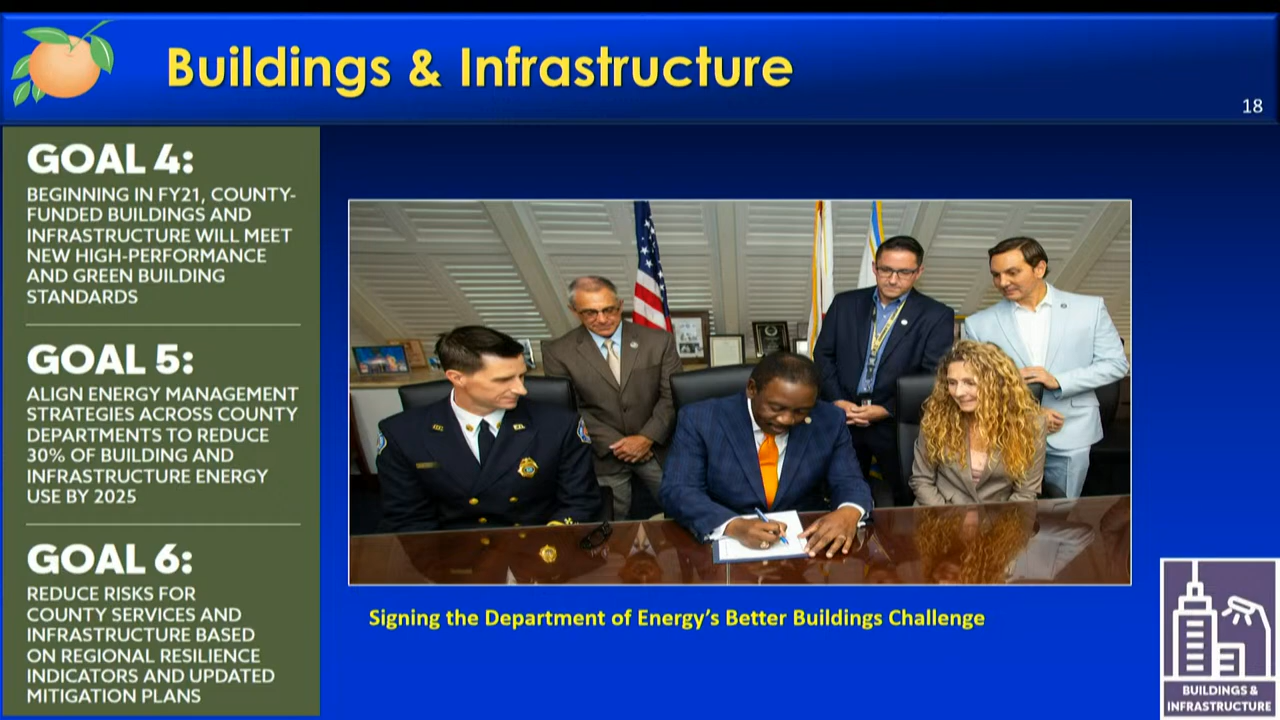 Buildings & Infrastructure
18
GOAL 4:
BEGINNING IN FY21, COUNTY-
FUNDED BUILDINGS AND
INFRASTRUCTURE WILL MEET
NEW HIGH-PERFORMANCE
AND GREEN BUILDING
STANDARDS
GOAL 5:
ALIGN ENERGY MANAGEMENT
STRATEGIES ACROSS COUNTY
DEPARTMENTS TO REDUCE
30% OF BUILDING AND
INFRASTRUCTURE ENERGY
USE BY 2025
GOAL 6:
REDUCE RISKS FOR
COUNTY SERVICES AND
INFRASTRUCTURE BASED
ON REGIONAL RESILIENCE
INDICATORS AND UPDATED
MITIGATION PLANS
Signing the Department of Energy's Better Buildings Challenge
BUILDINGS &
INFRASTRUCTURE